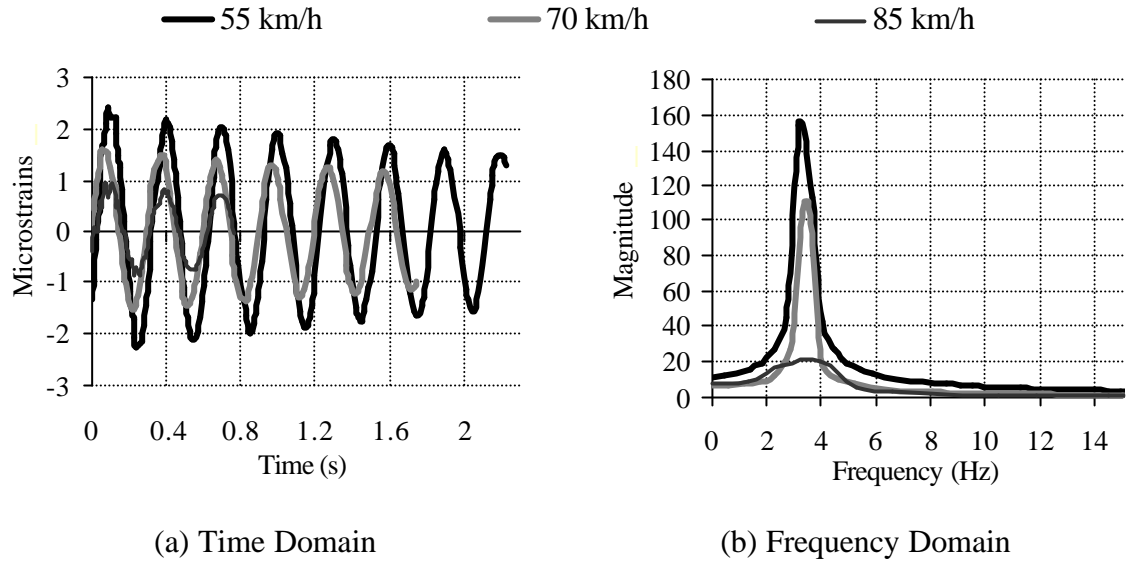 55 km/h 70 km/h 85 km/h
3
2
1
0
-1
-2
-3
Microstrains
0 0.4 0.8 1.2 1.6 2
Time (s)
(a) Time Domain
180
160
140
120
100
80
60
40
20
0
Magnitude
0 2 4 6 8 10 12 14
Frequency (Hz)
(b) Frequency Domain